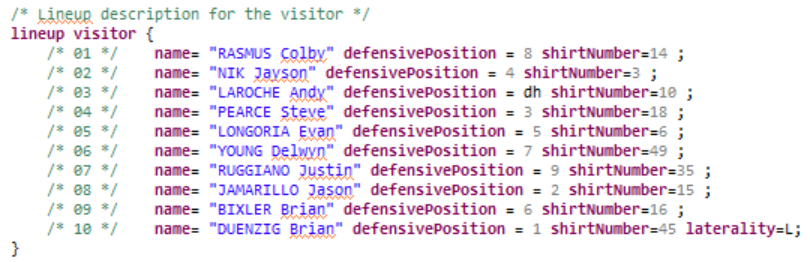 /* Lineup description for the visitor */
lineup visitor {
/* 01 */ name= "RASMUS Colby" defensivePosition = 8 shirtNumber=14 ;
/* 02 */ name= "NIK Jayson" defensivePosition = 4 shirtNumber=3 ;
/* 03 */ name= "LAROCHE Andy" defensivePosition = dh shirtNumber=10 ;
/* 04 */ name= "PEARCE Steve" defensivePosition = 3 shirtNumber=18 ;
/* 05 */ name= "LONGORIA Evan" defensivePosition = 5 shirtNumber=6 ;
/* 06 */ name= "YOUNG Delwyn" defensivePosition = 7 shirtNumber=49 ;
/* 07 */ name= "RUGGIANO Justin" defensivePosition = 9 shirtNumber=35 ;
/* 08 */ name= "JAMARILLO Jason" defensivePosition = 2 shirtNumber=15 ;
/* 09 */ name= "BIXLER Brian" defensivePosition = 6 shirtNumber=16 ;
/* 10 */ name= "DUENZIG Brian" defensivePosition = 1 shirtNumber=45 laterality=L;
}